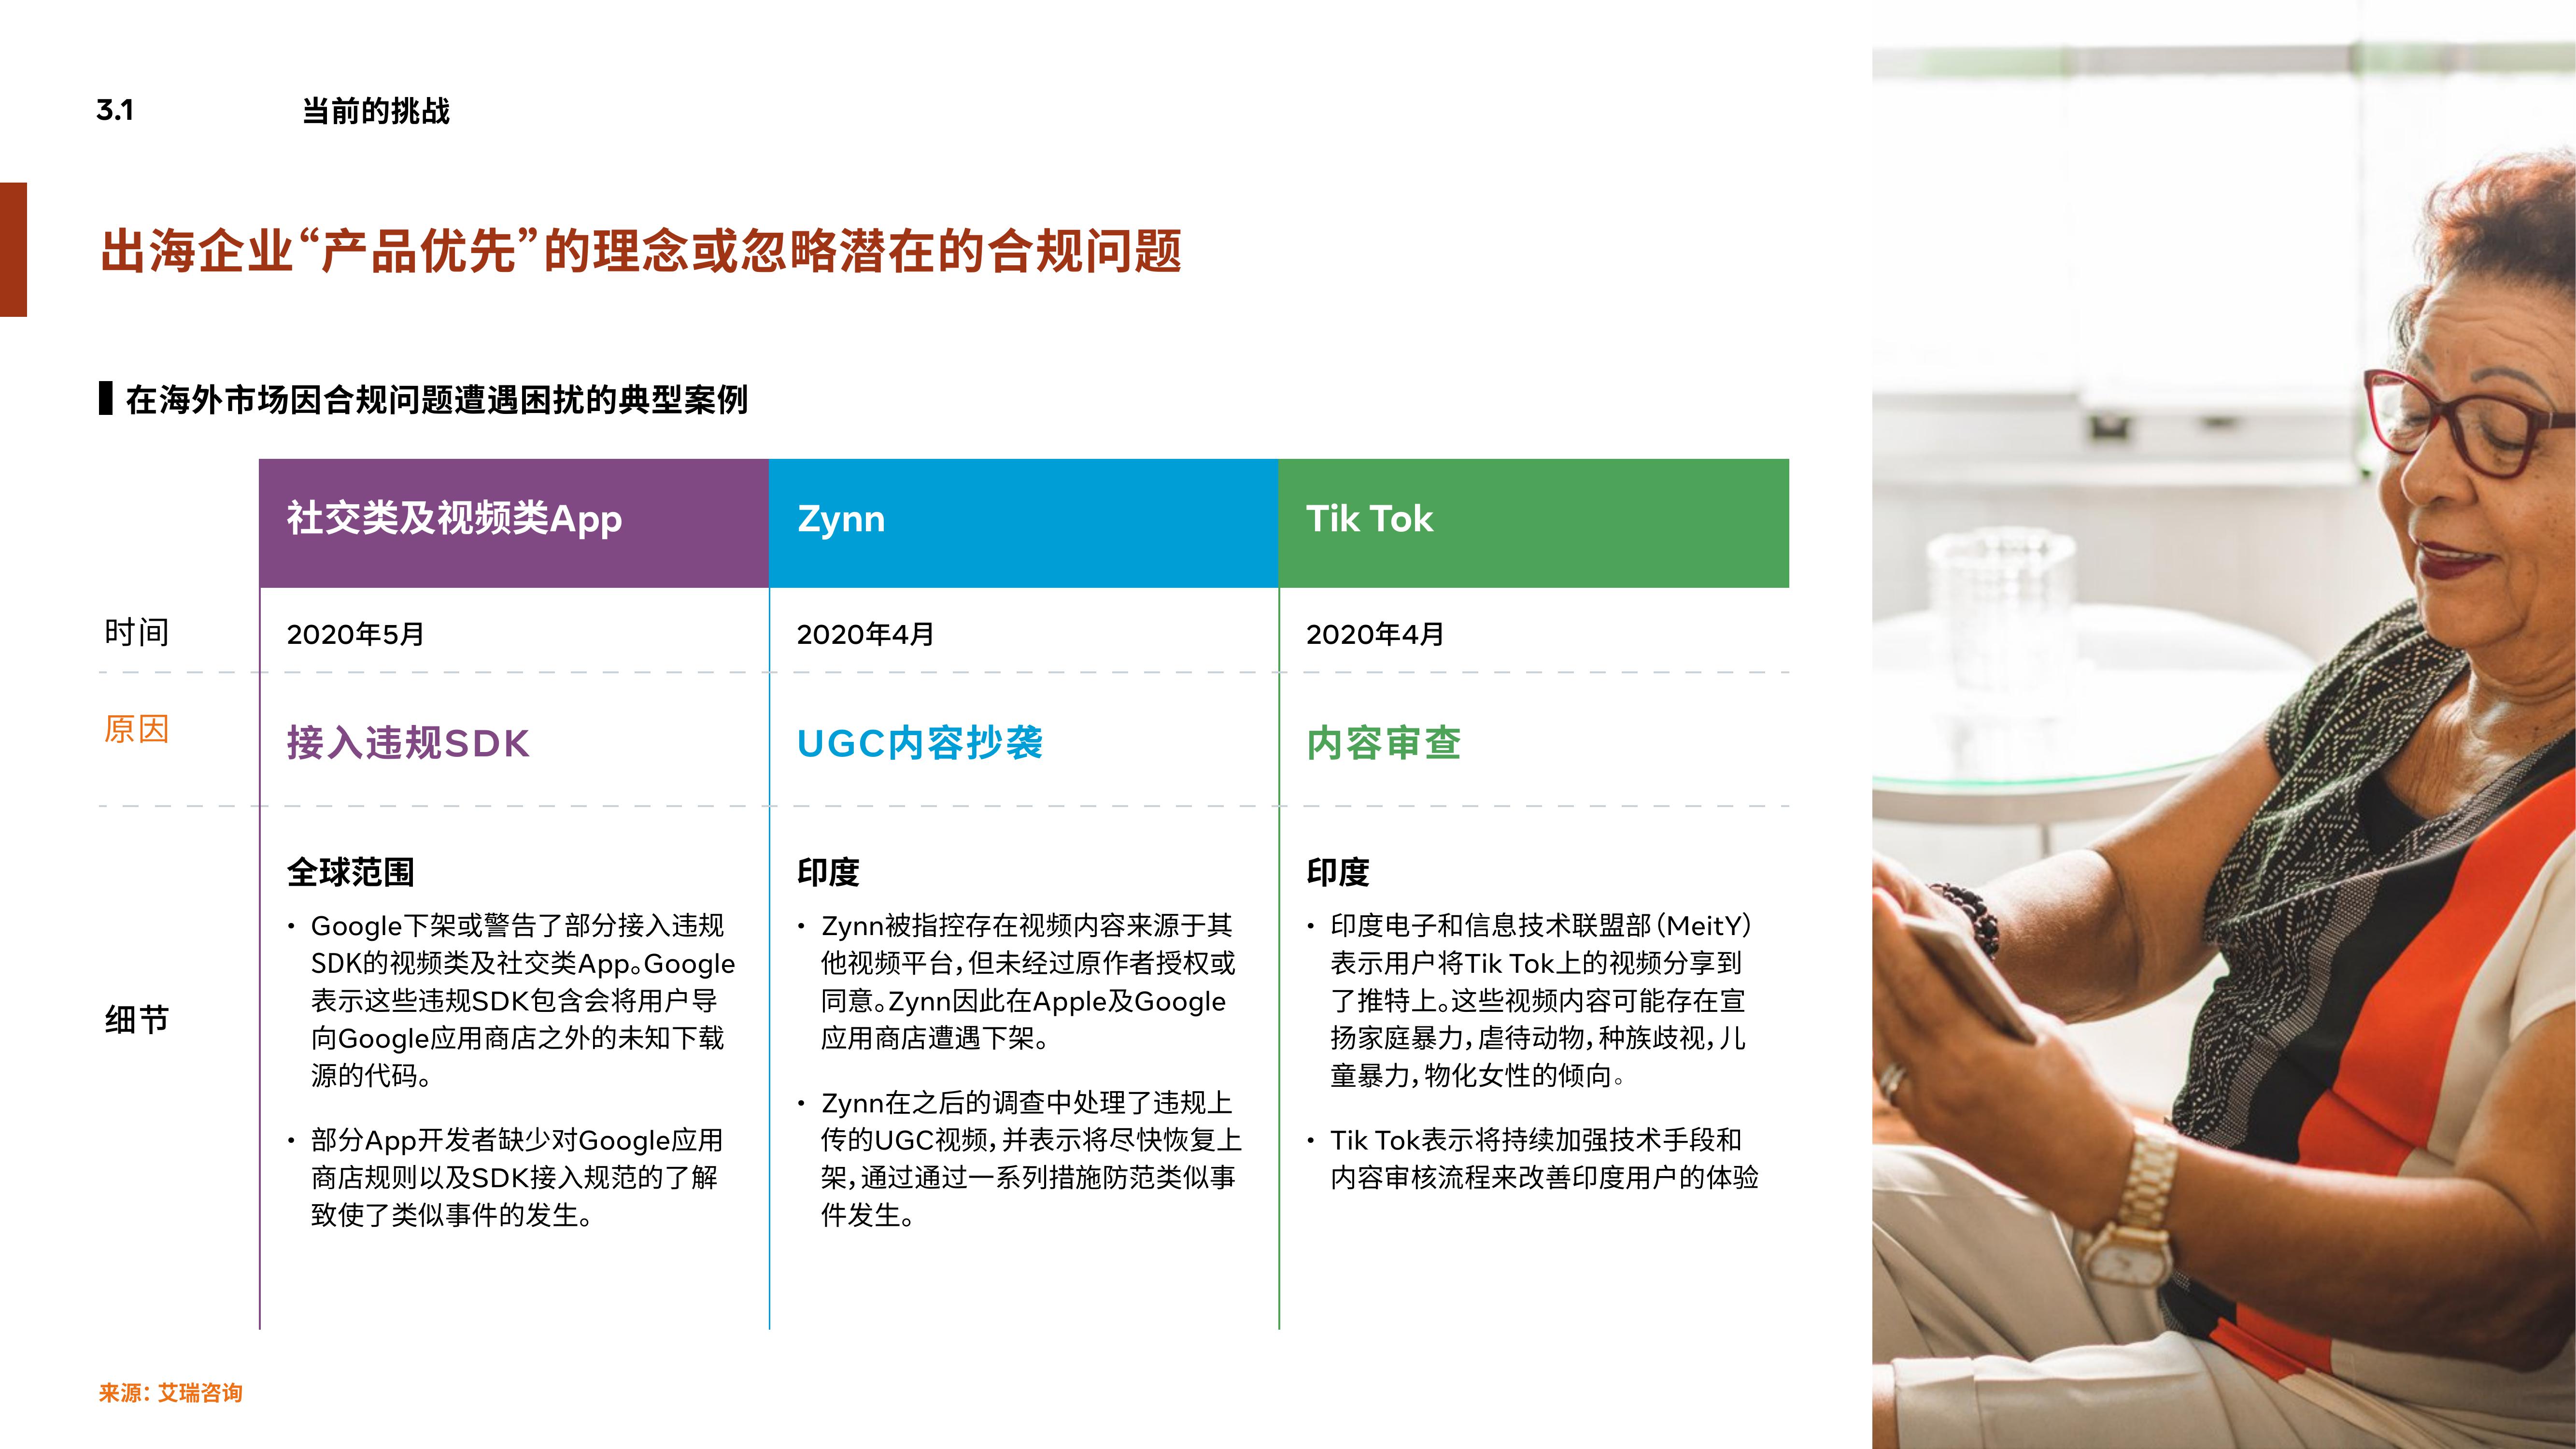 3.1
当前的挑战
出海企业“产品优先”的理念或忽略潜在的合规问题
在海外市场因合规问题遭遇困扰的典型案例
社交类及视频类App
Zynn
Tik Tok
时间
2020年5月
2020年4月
2020年4月
原因
接入违规SDK
UGC内容抄袭
内容审查
细节
全球范围
• Google下架或警告了部分接入违规
SDK的视频类及社交类App。Google
表示这些违规SDK包含会将用户导
向Google应用商店之外的未知下载
源的代码。
• 部分App开发者缺少对Google应用
商店规则以及SDK接入规范的了解
致使了类似事件的发生。
印度
• Zynn被指控存在视频内容来源于其
他视频平台，但未经过原作者授权或
同意。Zynn因此在Apple及Google
应用商店遭遇下架。
• Zynn在之后的调查中处理了违规上
传的UGC视频，并表示将尽快恢复上
架，通过通过一系列措施防范类似事
件发生。
印度
• 印度电子和信息技术联盟部（MeitY）
表示用户将Tik Tok上的视频分享到
了推特上。这些视频内容可能存在宣
扬家庭暴力，虐待动物，种族歧视，儿
童暴力，物化女性的倾向。
• Tik Tok表示将持续加强技术手段和
内容审核流程来改善印度用户的体验
来源：艾瑞咨询